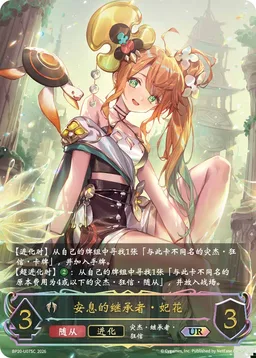 【进化时】从自己的牌组中寻找1张「与此卡不同名的尖杰·狂
信·卡牌」,并加入手牌。
【超进化时】②:从自己的牌组中寻找1张「与此卡不同名的
原本费用为4或以下的尖杰·狂信·随从」,并放入战场。
3
安息的继承者·妃花
3
随从
进化
尖杰·继承者·
狂信
UR
© Cygames, Inc.